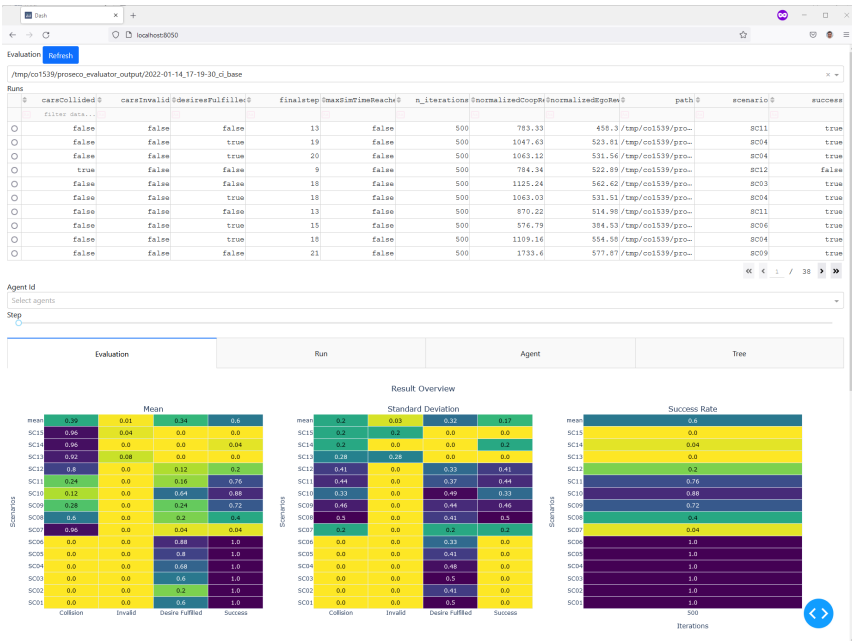 Dash × +
localhost:8050
Evaluation Refresh
/tmp/co1539/proseco_evaluator_output/2022-01-14_17-19-30_ci_base
Runs
carsCollided carsInvalid desiresFulfilled finalstep maxSimTimeReache n_iterations normalizedCoopRe normalizedEgoRew path scenario success
filter data...
false false false 13 false 500 783.33 458.3 /tmp/co1539/pro… SC11 true
false false true 19 false 500 1047.63 523.81 /tmp/co1539/pro… SC04 true
false false true 20 false 500 1063.12 531.56 /tmp/co1539/pro… SC04 true
true false false 9 false 500 784.34 522.89 /tmp/co1539/pro… SC12 false
false false false 18 false 500 1125.24 562.62 /tmp/co1539/pro… SC03 true
false false true 18 false 500 1063.03 531.51 /tmp/co1539/pro… SC04 true
false false false 13 false 500 870.22 514.98 /tmp/co1539/pro… SC11 true
false false true 15 false 500 576.79 384.53 /tmp/co1539/pro… SC06 true
false false true 18 false 500 1109.16 554.58 /tmp/co1539/pro… SC04 true
false false false 21 false 500 1733.6 577.87 /tmp/co1539/pro… SC09 true
1 / 38
Agent Id
Select agents
Step
Evaluation Run Agent Tree
Result Overview
Mean Standard Deviation Success Rate
mean 0.39 0.01 0.34 0.6 mean 0.2 0.03 0.32 0.17 mean 0.6
SC15 0.96 0.04 0.0 0.0 SC15 0.2 0.2 0.0 0.0 SC15 0.0
SC14 0.96 0.0 0.0 0.04 SC14 0.2 0.0 0.0 0.2 SC14 0.04
SC13 0.92 0.08 0.0 0.0 SC13 0.28 0.28 0.0 0.0 SC13 0.0
SC12 0.8 0.0 0.12 0.2 SC12 0.41 0.0 0.33 0.41 SC12 0.2
SC11 0.24 0.0 0.16 0.76 SC11 0.44 0.0 0.37 0.44 SC11 0.76
SC10 0.12 0.0 0.64 0.88 SC10 0.33 0.0 0.49 0.33 SC10 0.88
SC09 0.28 0.0 0.24 0.72 SC09 0.46 0.0 0.44 0.46 SC09 0.72
SC08 0.6 0.0 0.2 0.4 SC08 0.5 0.0 0.41 0.5 SC08 0.4
SC07 0.96 0.0 0.04 0.04 SC07 0.2 0.0 0.2 0.2 SC07 0.04
SC06 0.0 0.0 0.88 1.0 SC06 0.0 0.0 0.33 0.0 SC06 1.0
SC05 0.0 0.0 0.8 1.0 SC05 0.0 0.0 0.41 0.0 SC05 1.0
SC04 0.0 0.0 0.68 1.0 SC04 0.0 0.0 0.48 0.0 SC04 1.0
SC03 0.0 0.0 0.6 1.0 SC03 0.0 0.0 0.5 0.0 SC03 1.0
SC02 0.0 0.0 0.2 1.0 SC02 0.0 0.0 0.41 0.0 SC02 1.0
SC01 0.0 0.0 0.6 1.0 SC01 0.0 0.0 0.5 0.0 SC01 1.0
Scenarios Scenarios Scenarios
Collision Invalid Desire Fulfilled Success Collision Invalid Desire Fulfilled Success 500
Iterations